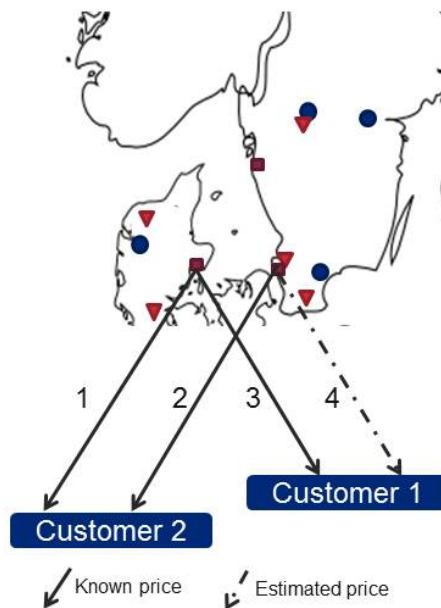 1
2
3
4
Customer 1
Customer 2
Known price
Estimated price